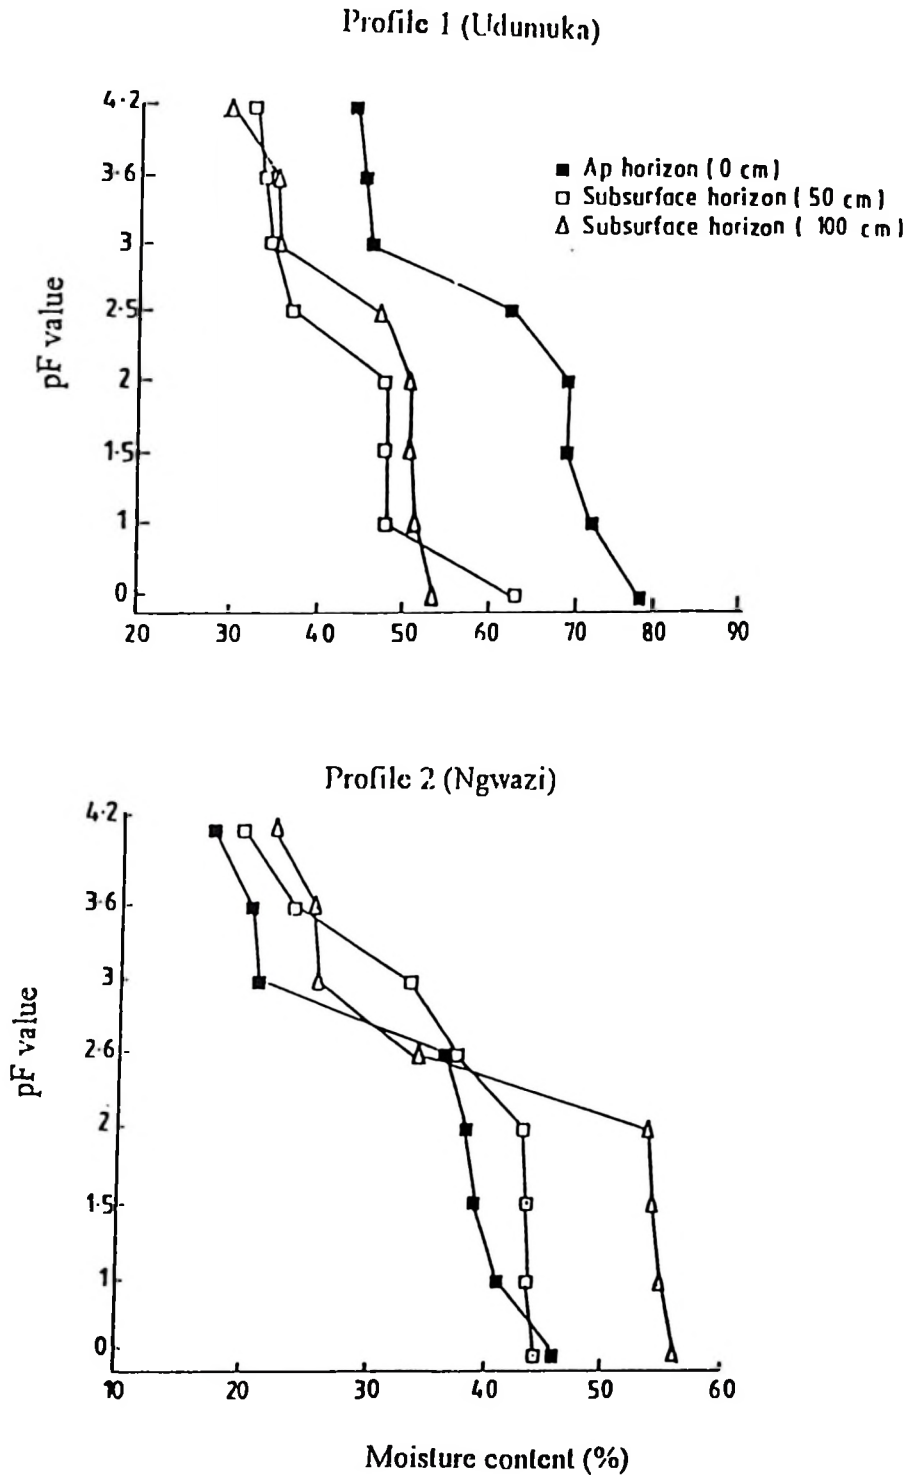 Profile 1 (Udumuka)
4·2
3·6
3
2·5
2
1·5
1
0
pF value
■ Ap horizon ( 0 cm )
□ Subsurface horizon ( 50 cm )
△ Subsurface horizon ( 100 cm )
20 30 40 50 60 70 80 90
Profile 2 (Ngwazi)
4·2
3·6
3
2·6
2
1·5
1
0
pF value
10 20 30 40 50 60
Moisture content (%)